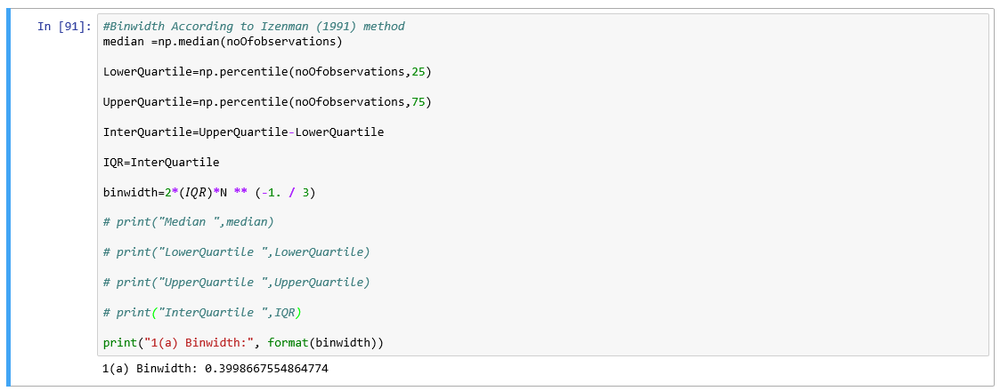 In [91]: #Binwidth According to Izenman (1991) method
median =np.median(noOfobservations)
LowerQuartile=np.percentile(noOfobservations,25)
UpperQuartile=np.percentile(noOfobservations,75)
InterQuartile=UpperQuartile-LowerQuartile
IQR=InterQuartile
binwidth=2*(IQR)*N ** (-1. / 3)
# print("Median ",median)
# print("LowerQuartile ",LowerQuartile)
# print("UpperQuartile ",UpperQuartile)
# print("InterQuartile ",IQR)
print("1(a) Binwidth:", format(binwidth))
1(a) Binwidth: 0.3998667554864774